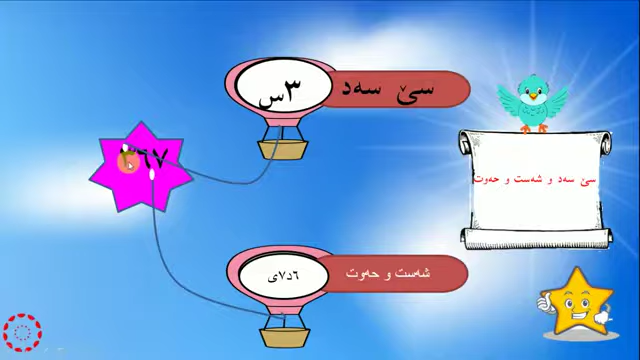 سێ سەد
٣س
٣٦٧
سێ سەد و شەست و حەوت
شەست و حەوت
٦د٧ی